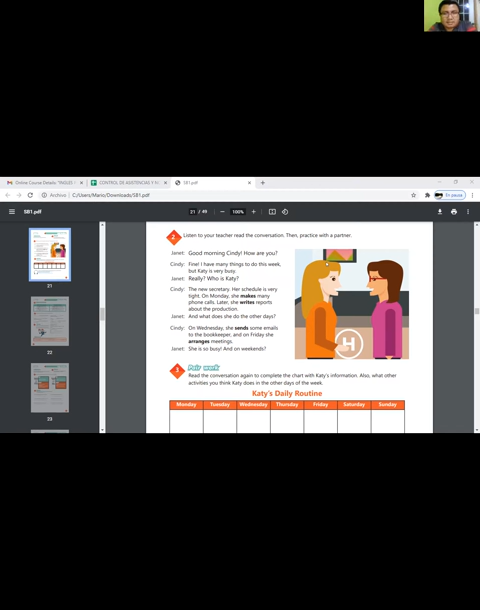 Online Course Details: "INGLES I
CONTROL DE ASISTENCIAS Y N
SB1.pdf
Archivo
C:/Users/Mario/Downloads/SB1.pdf
En pausa
SB1.pdf
21 / 49
100%
2
Listen to your teacher read the conversation. Then, practice with a partner.
Janet: Good morning Cindy! How are you?
Cindy: Fine! I have many things to do this week,
but Katy is very busy.
Janet: Really? Who is Katy?
Cindy: The new secretary. Her schedule is very
tight. On Monday, she makes many
phone calls. Later, she writes reports
about the production.
Janet: And what does she do the other days?
Cindy: On Wednesday, she sends some emails
to the bookkeeper, and on Friday she
arranges meetings.
Janet: She is so busy! And on weekends?
H
3
Pair work
Read the conversation again to complete the chart with Katy's information. Also, what other
activities you think Katy does in the other days of the week.
Katy's Daily Routine
Monday Tuesday Wednesday Thursday Friday Saturday Sunday
21
22
23